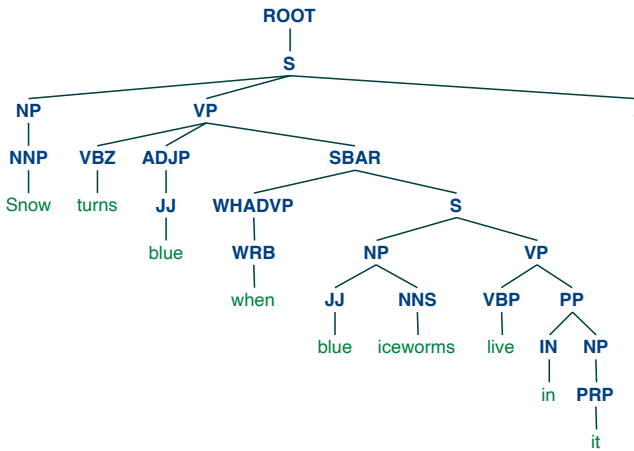 ROOT
S
NP VP
NNP VBZ ADJP SBAR
Snow turns JJ WHADVP S
blue WRB NP VP
when JJ NNS VBP PP
blue iceworms live IN NP
in PRP
it